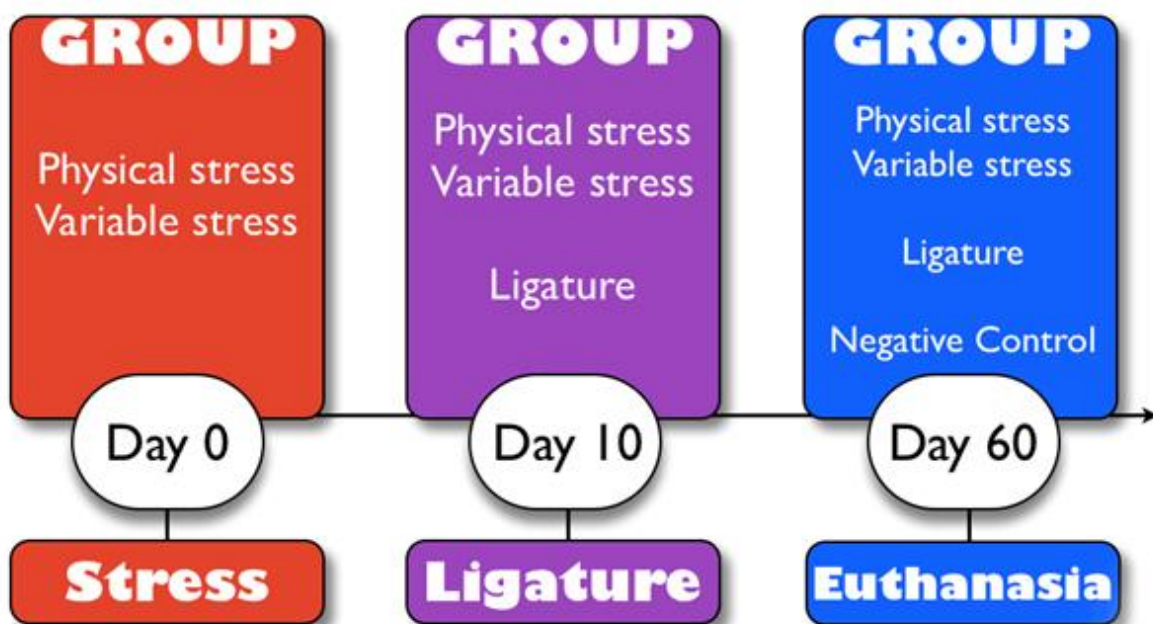 GROUP
Physical stress
Variable stress
Day 0
Stress
GROUP
Physical stress
Variable stress
Ligature
Day 10
Ligature
GROUP
Physical stress
Variable stress
Ligature
Negative Control
Day 60
Euthanasia